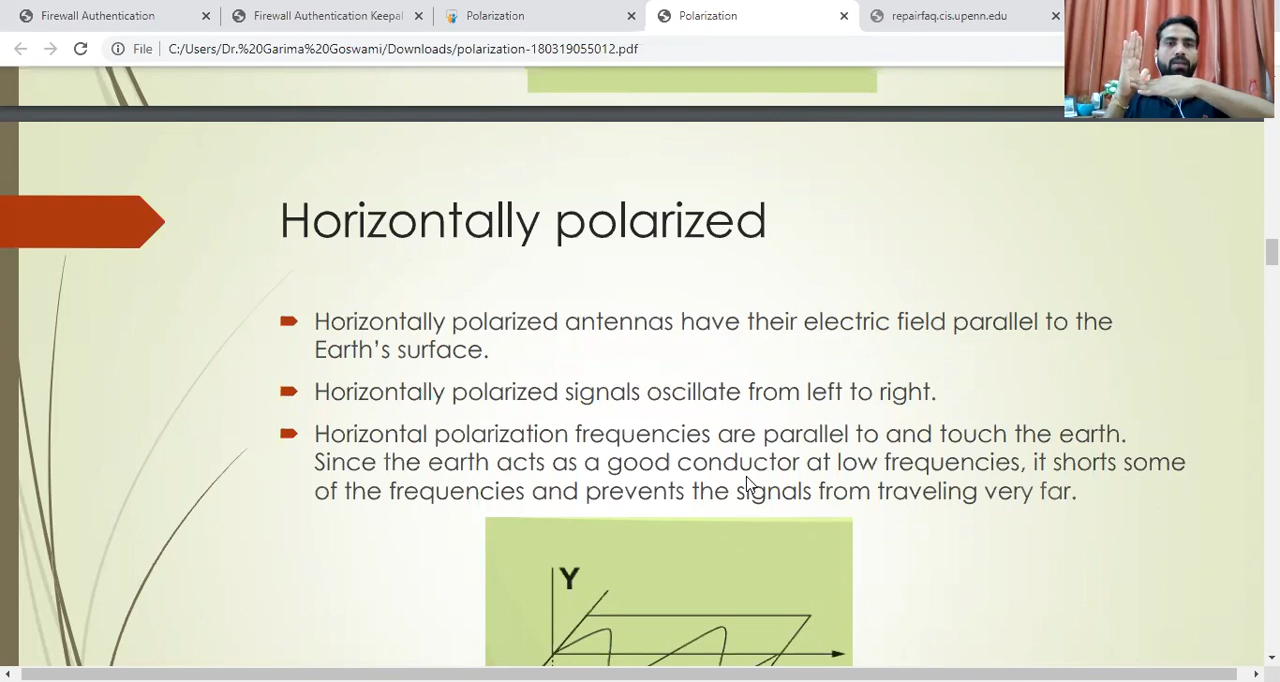 Firewall Authentication
Firewall Authentication Keepal
Polarization
Polarization
repairfaq.cis.upenn.edu
File
C:/Users/Dr.%20Garima%20Goswami/Downloads/polarization-180319055012.pdf
Horizontally polarized
Horizontally polarized antennas have their electric field parallel to the
Earth's surface.
Horizontally polarized signals oscillate from left to right.
Horizontal polarization frequencies are parallel to and touch the earth.
Since the earth acts as a good conductor at low frequencies, it shorts some
of the frequencies and prevents the signals from traveling very far.
Y